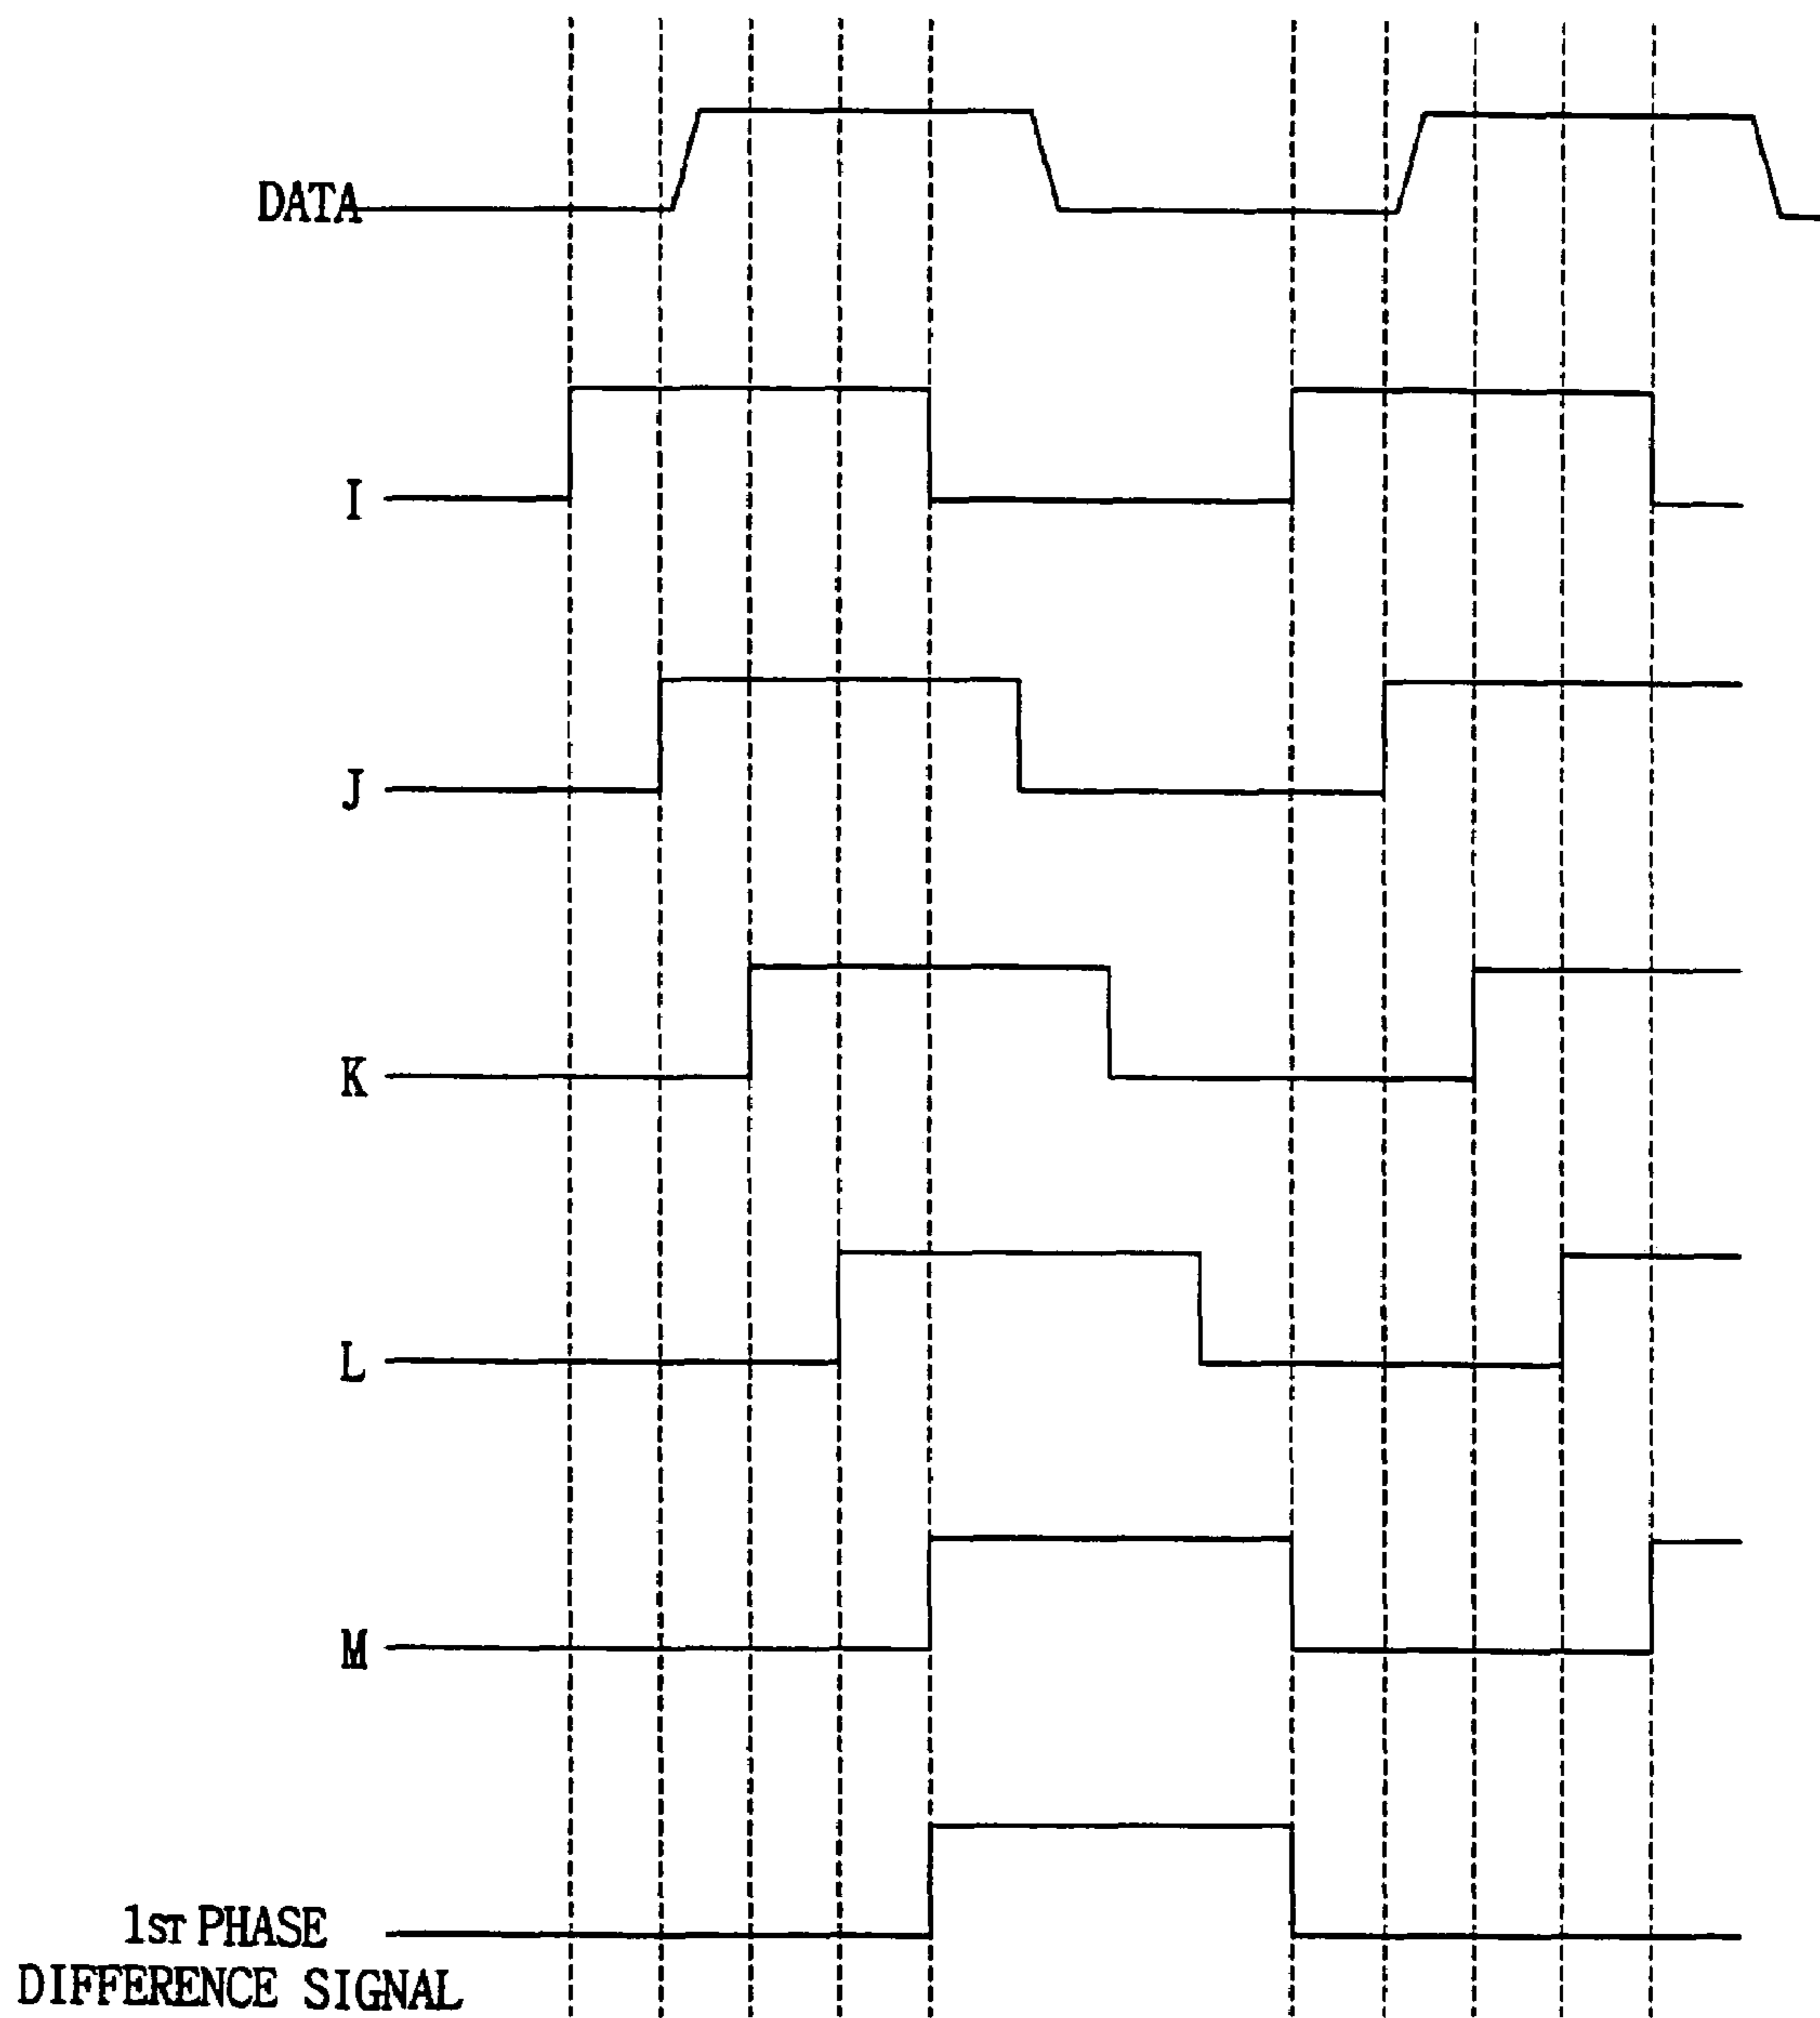 DATA
I
J
K
L
M
1ST PHASE
DIFFERENCE SIGNAL